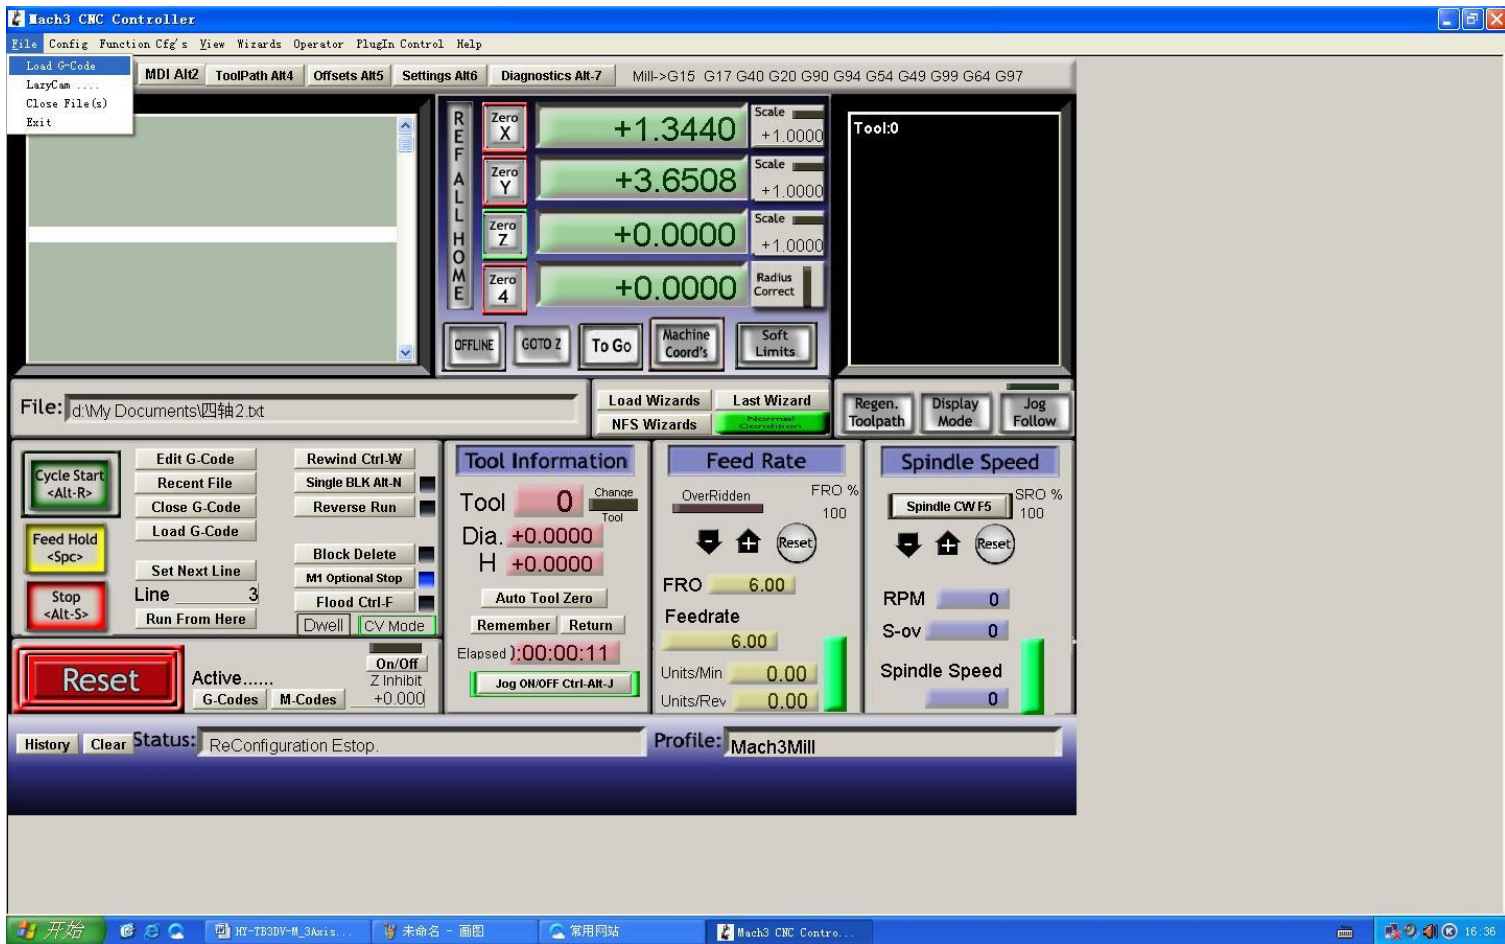 Mach3 CNC Controller
File Config Function Cfg's View Wizards Operator PlugIn Control Help
Load G-Code
LazyCam ....
Close File(s)
Exit
MDI Alt2 ToolPath Alt4 Offsets Alt5 Settings Alt6 Diagnostics Alt-7 Mill->G15 G17 G40 G20 G90 G94 G54 G49 G99 G64 G97
REF ALL HOME
Zero X +1.3440 Scale +1.0000
Zero Y +3.6508 Scale +1.0000
Zero Z +0.0000 Scale +1.0000
Zero 4 +0.0000 Radius Correct
OFFLINE GOTO Z To Go Machine Coord's Soft Limits
Tool:0
File: d:\My Documents\四轴2.txt
Load Wizards Last Wizard
NFS Wizards Normal Condition
Regen. Toolpath Display Mode Jog Follow
Cycle Start <Alt-R>
Feed Hold <Spc>
Stop <Alt-S>
Edit G-Code Rewind Ctrl-W
Recent File Single BLK Alt-N
Close G-Code Reverse Run
Load G-Code
Block Delete
Set Next Line M1 Optional Stop
Line 3 Flood Ctrl-F
Run From Here Dwell CV Mode
Reset
Active......
G-Codes M-Codes
On/Off
Z Inhibit
+0.000
Tool Information
Tool 0 Change Tool
Dia. +0.0000
H +0.0000
Auto Tool Zero
Remember Return
Elapsed ):00:00:11
Jog ON/OFF Ctrl-Alt-J
Feed Rate
OverRidden FRO %
100
Reset
FRO 6.00
Feedrate
6.00
Units/Min 0.00
Units/Rev 0.00
Spindle Speed
Spindle CW F5 SRO %
100
Reset
RPM 0
S-ov 0
Spindle Speed
0
History Clear Status: ReConfiguration Estop. Profile: Mach3Mill
开始 HY-TB3DV-M_3Axis... 未命名 - 画图 常用网站 Mach3 CNC Contro... 16:36